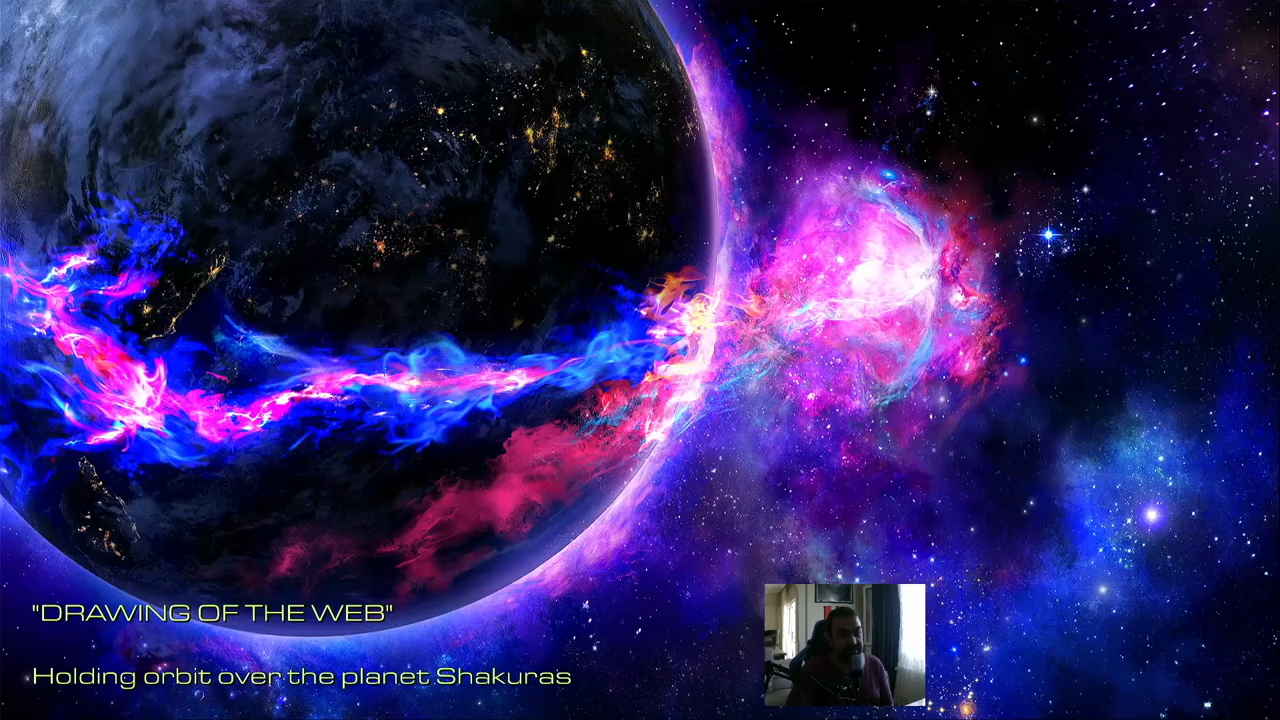 "DRAWING OF THE WEB"
Holding orbit over the planet Shakuras